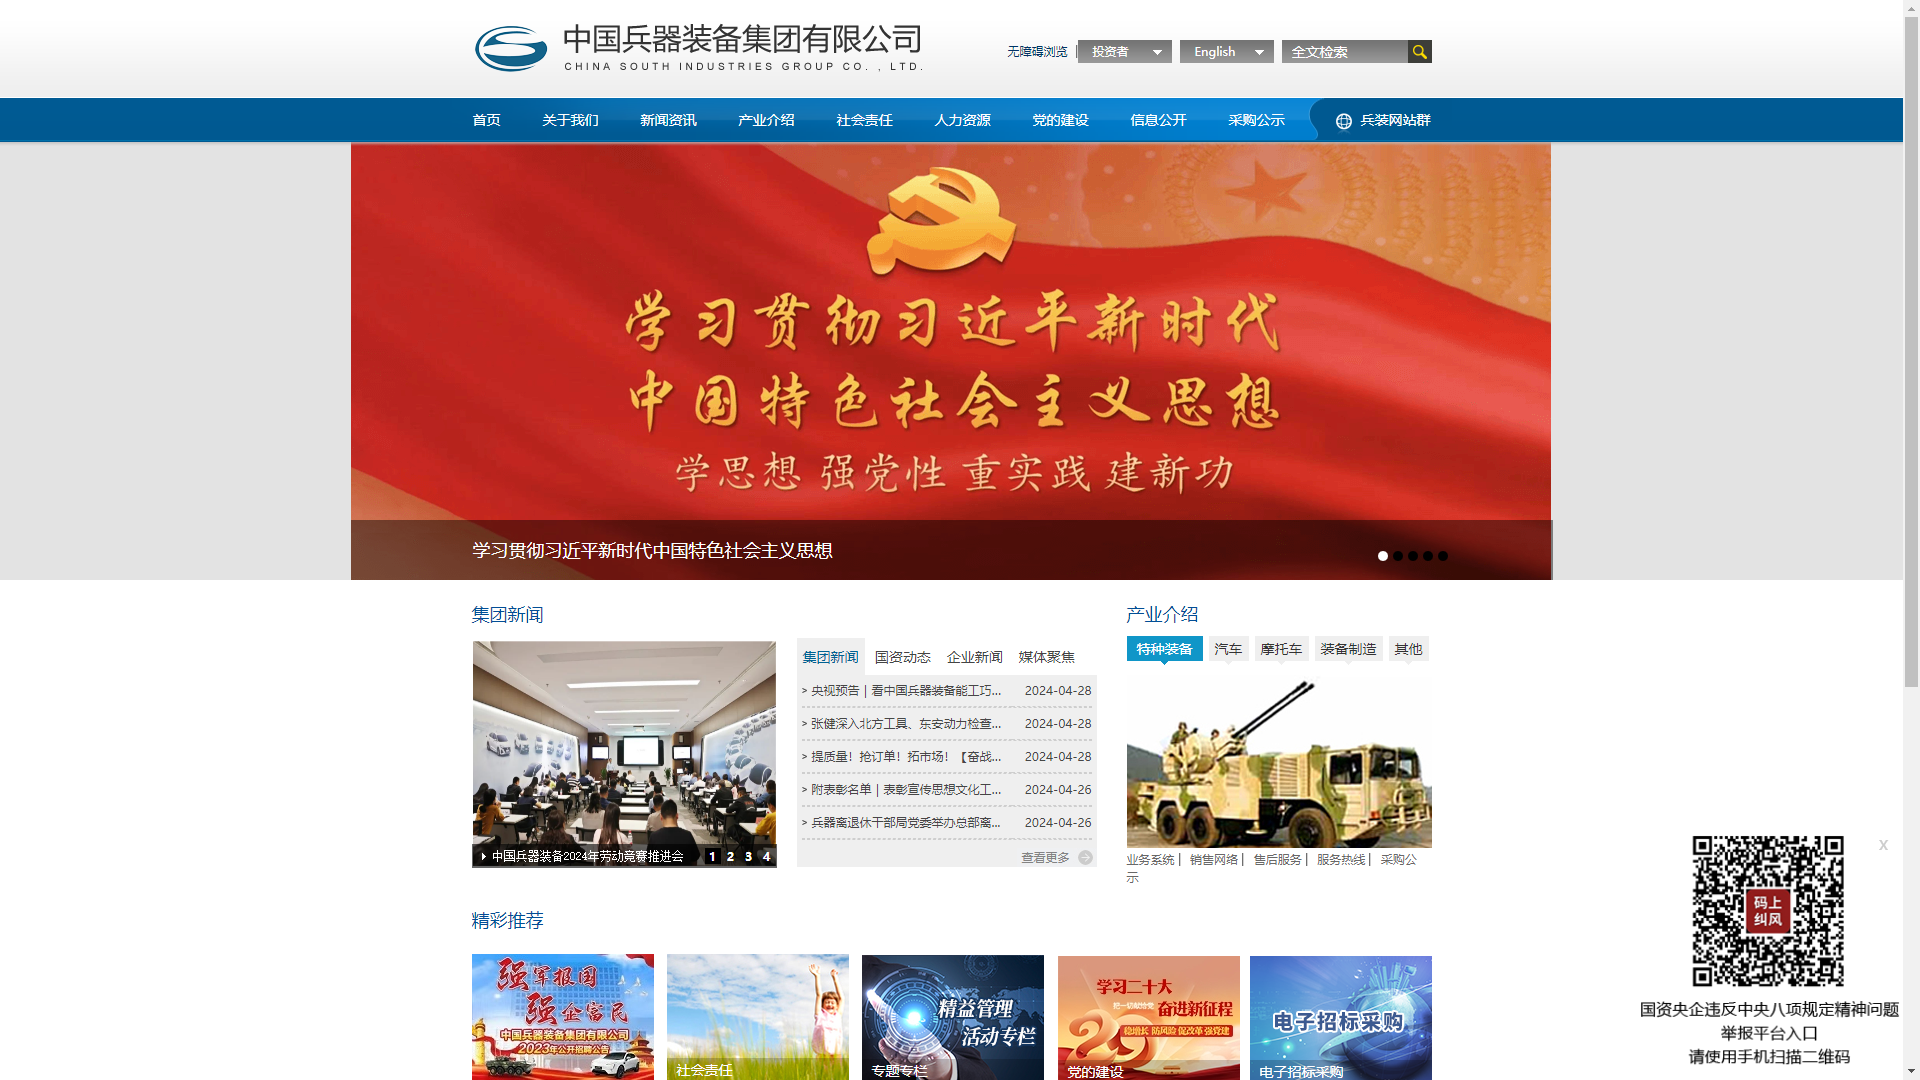 中国兵器装备集团有限公司
CHINA SOUTH INDUSTRIES GROUP CO. , LTD.
无障碍浏览 | 投资者 English 全文检索
首页 关于我们 新闻资讯 产业介绍 社会责任 人力资源 党的建设 信息公开 采购公示 兵装网站群
学习贯彻习近平新时代
中国特色社会主义思想
学思想 强党性 重实践 建新功
学习贯彻习近平新时代中国特色社会主义思想
集团新闻
中国兵器装备2024年劳动竞赛推进会 1 2 3 4
集团新闻 国资动态 企业新闻 媒体聚焦
> 央视预告 | 看中国兵器装备能工巧... 2024-04-28
> 张健深入北方工具、东安动力检查... 2024-04-28
> 提质量！抢订单！拓市场！【奋战... 2024-04-28
> 附表彰名单 | 表彰宣传思想文化工... 2024-04-26
> 兵器离退休干部局党委举办总部离... 2024-04-26
查看更多
产业介绍
特种装备 汽车 摩托车 装备制造 其他
业务系统 | 销售网络 | 售后服务 | 服务热线 | 采购公
示
精彩推荐
强军报国
强企富民
中国兵器装备集团有限公司
2023年公开招聘公告
社会责任
精益管理
活动专栏
专题专栏
学习二十大
把一切献给党 奋进新征程
稳增长 防风险 促改革 强党建
党的建设
电子招标采购
电子招标采购
X
码上
纠风
国资央企违反中央八项规定精神问题
举报平台入口
请使用手机扫描二维码